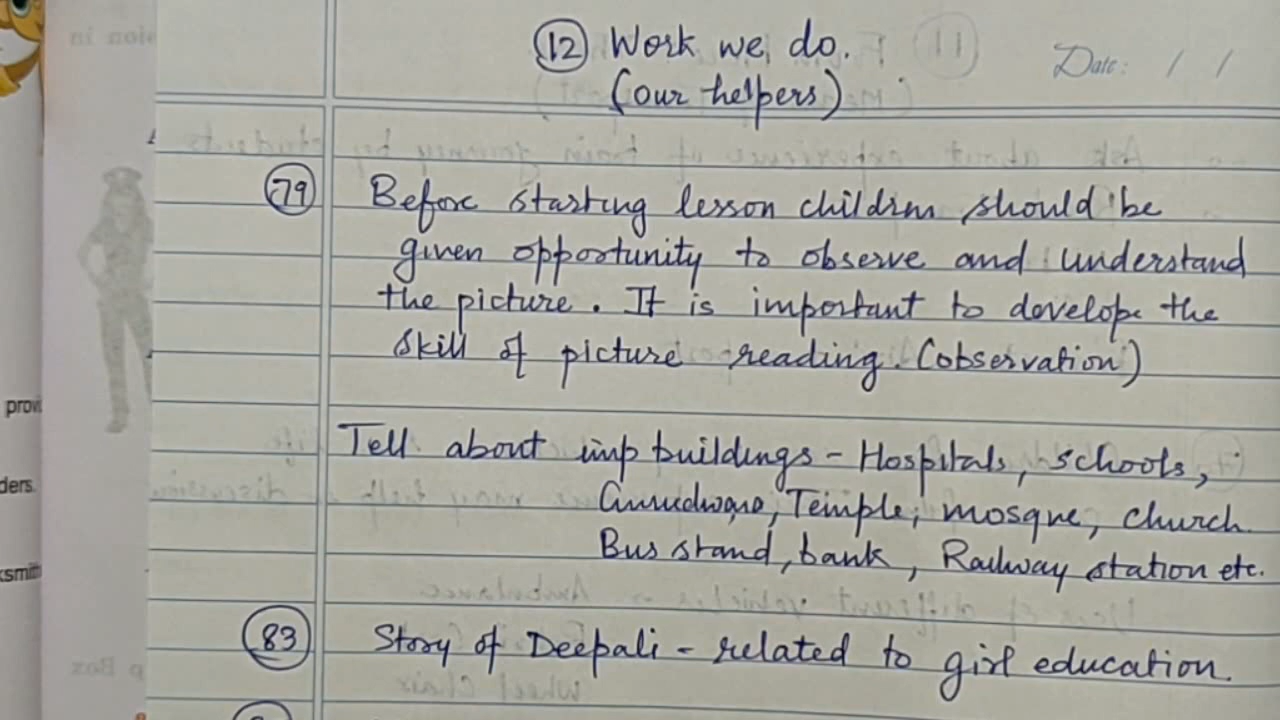 12 Work we do.
(our helpers)
Date: / /
79 Before starting lesson children should be
given opportunity to observe and understand
the picture. It is important to develope the
skill of picture reading. (observation)
Tell about imp buildings - Hospitals, schools,
Gurudwara, Temple, mosque, church.
Bus stand, bank, Railway station etc.
83 Story of Deepali - related to girl education.
provi
ders.
ksmith